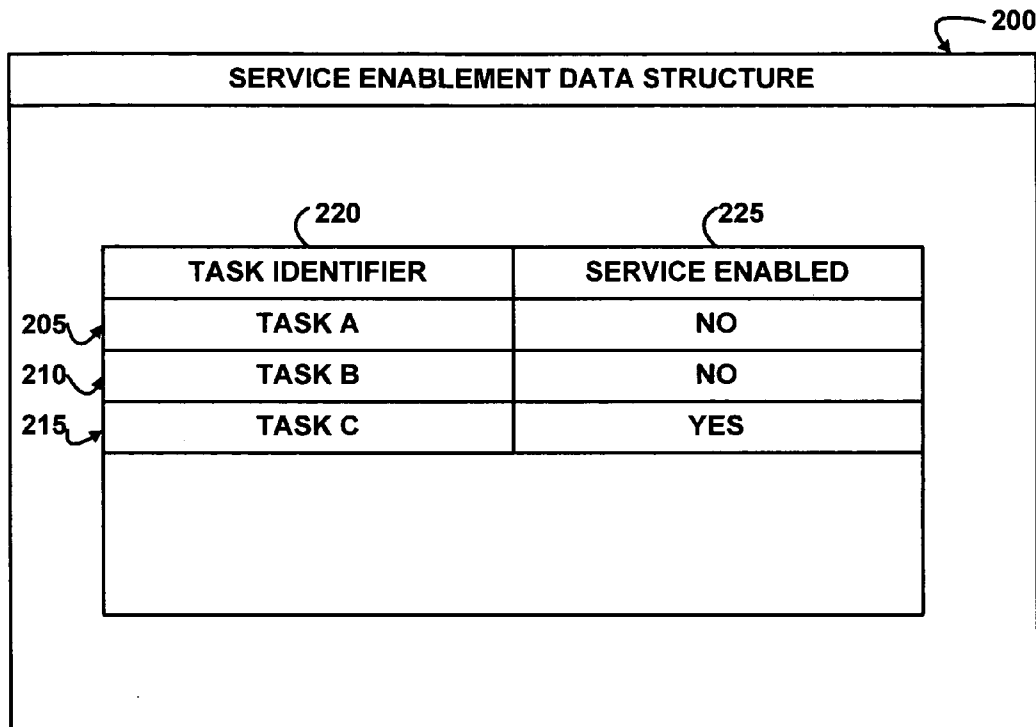 200
SERVICE ENABLEMENT DATA STRUCTURE
220 225
TASK IDENTIFIER SERVICE ENABLED
205 TASK A NO
210 TASK B NO
215 TASK C YES